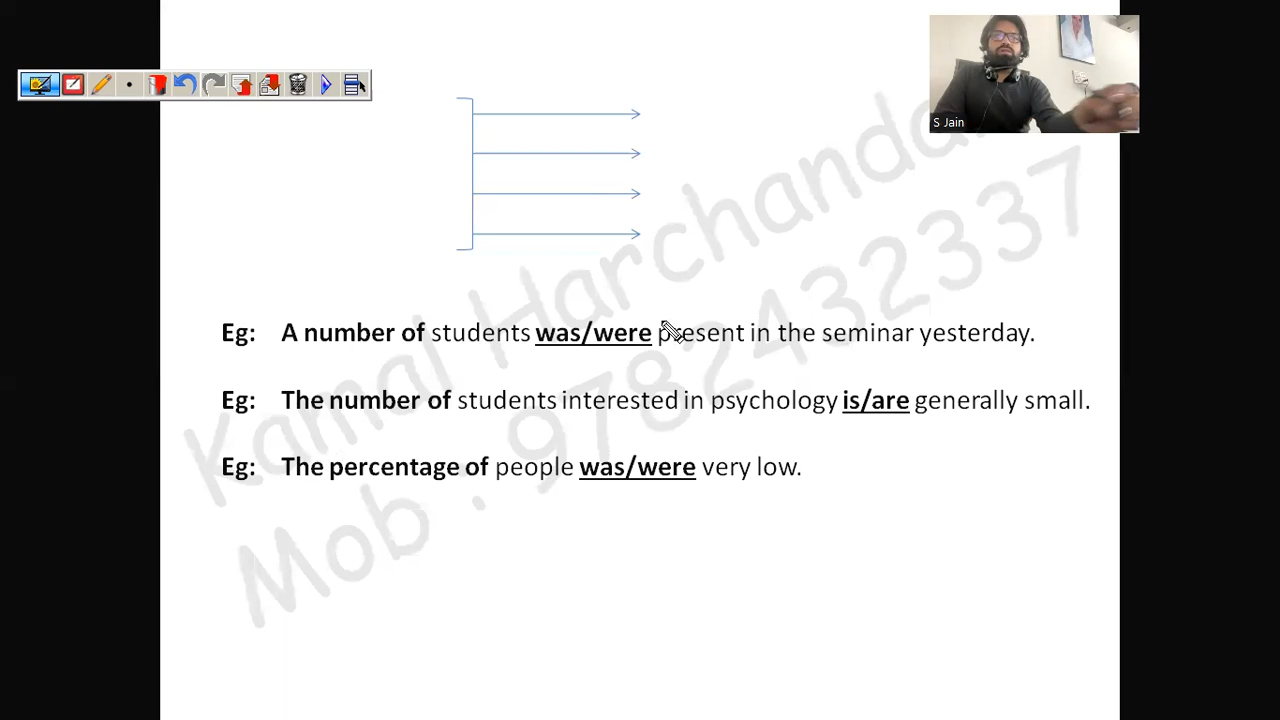 S Jain
Eg: A number of students was/were present in the seminar yesterday.
Eg: The number of students interested in psychology is/are generally small.
Eg: The percentage of people was/were very low.
Kamal Harchandani
Mob : 9782432337